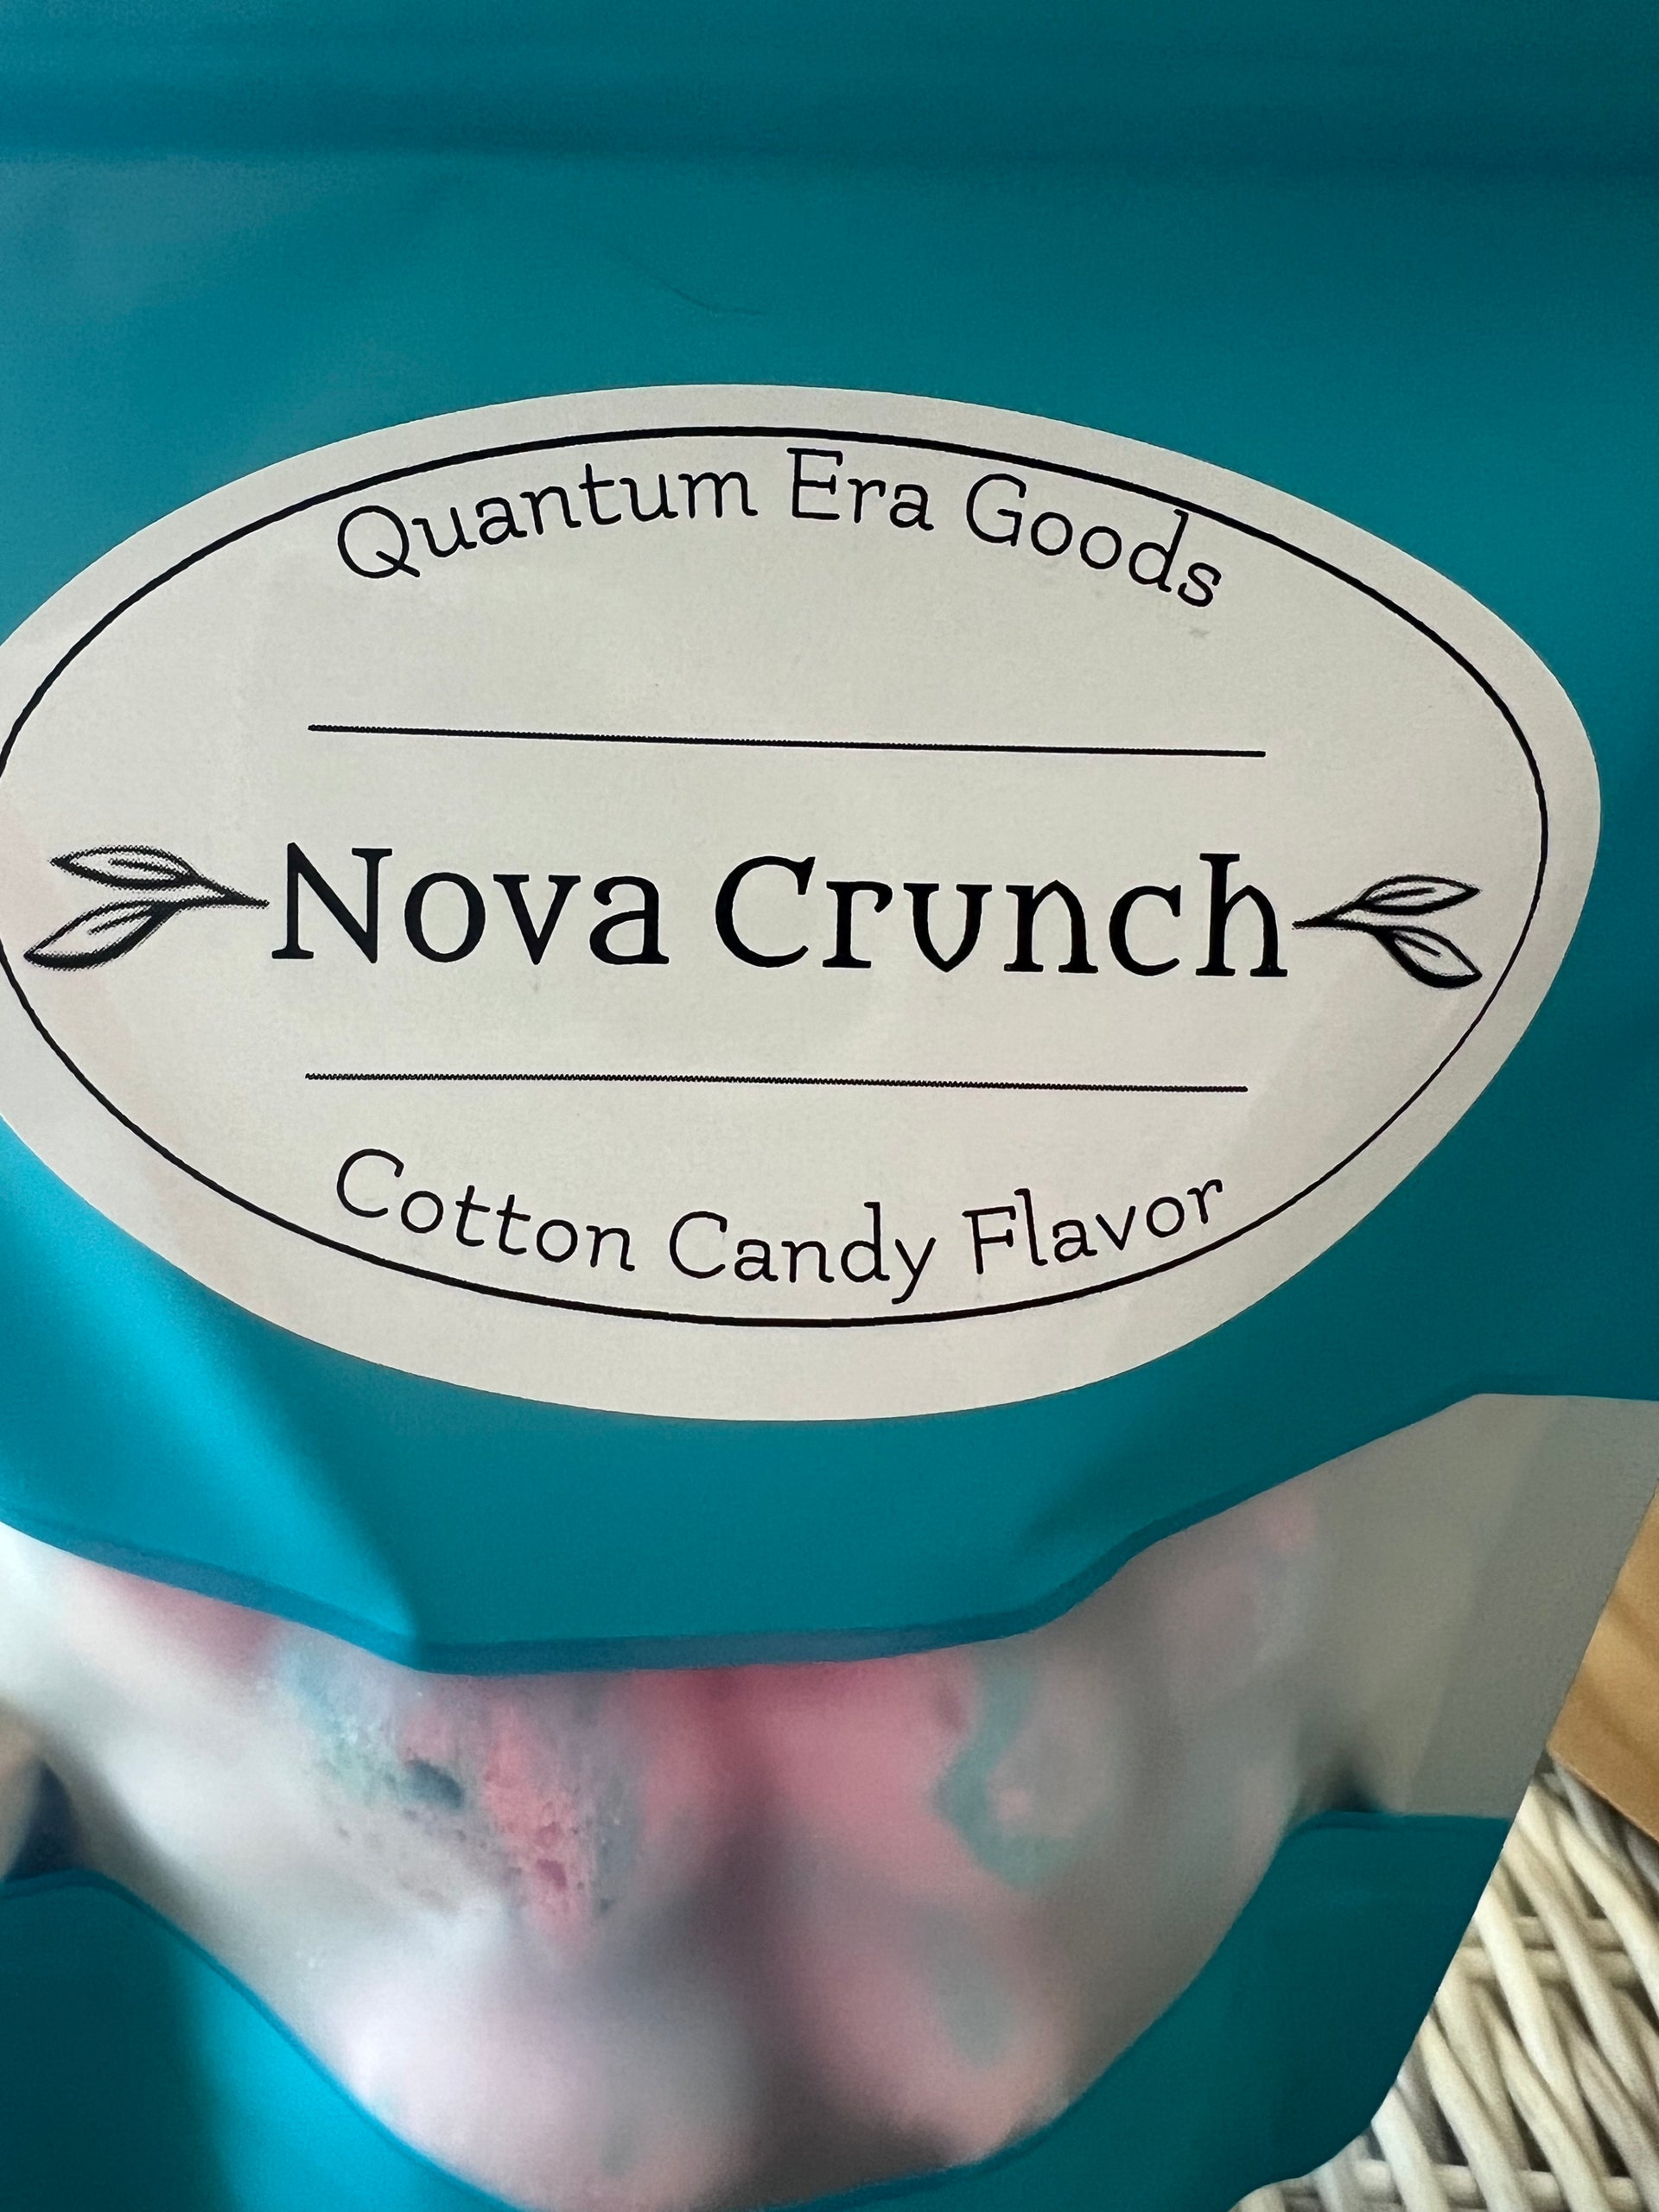 Quantum Era Goods
Nova Crunch
Cotton Candy Flavor